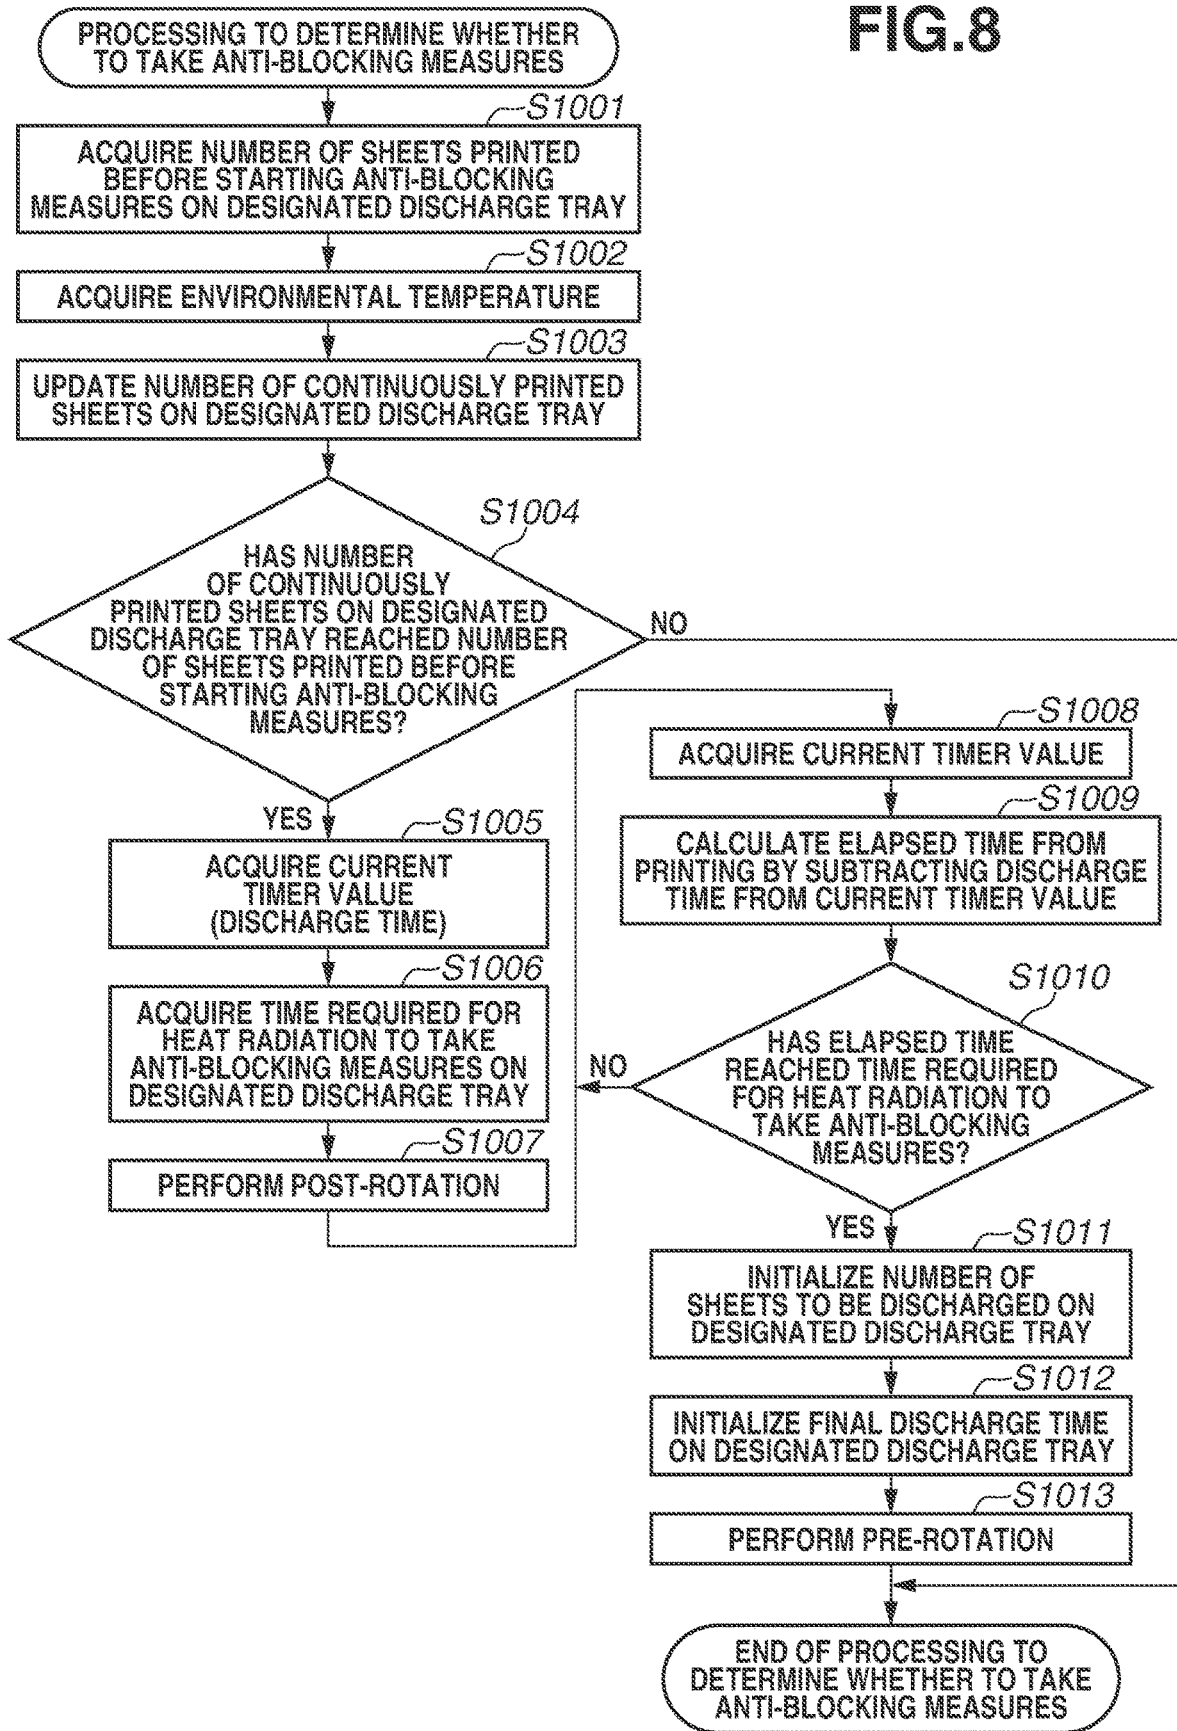 FIG.8
PROCESSING TO DETERMINE WHETHER
TO TAKE ANTI-BLOCKING MEASURES
S1001
ACQUIRE NUMBER OF SHEETS PRINTED
BEFORE STARTING ANTI-BLOCKING
MEASURES ON DESIGNATED DISCHARGE TRAY
S1002
ACQUIRE ENVIRONMENTAL TEMPERATURE
S1003
UPDATE NUMBER OF CONTINUOUSLY PRINTED
SHEETS ON DESIGNATED DISCHARGE TRAY
S1004
HAS NUMBER
OF CONTINUOUSLY
PRINTED SHEETS ON DESIGNATED
DISCHARGE TRAY REACHED NUMBER
OF SHEETS PRINTED BEFORE
STARTING ANTI-BLOCKING
MEASURES?
NO
YES
S1005
ACQUIRE CURRENT
TIMER VALUE
(DISCHARGE TIME)
S1006
ACQUIRE TIME REQUIRED FOR
HEAT RADIATION TO TAKE
ANTI-BLOCKING MEASURES ON
DESIGNATED DISCHARGE TRAY
S1007
PERFORM POST-ROTATION
S1008
ACQUIRE CURRENT TIMER VALUE
S1009
CALCULATE ELAPSED TIME FROM
PRINTING BY SUBTRACTING DISCHARGE
TIME FROM CURRENT TIMER VALUE
S1010
HAS ELAPSED TIME
REACHED TIME REQUIRED
FOR HEAT RADIATION TO
TAKE ANTI-BLOCKING
MEASURES?
NO
YES
S1011
INITIALIZE NUMBER OF
SHEETS TO BE DISCHARGED ON
DESIGNATED DISCHARGE TRAY
S1012
INITIALIZE FINAL DISCHARGE TIME
ON DESIGNATED DISCHARGE TRAY
S1013
PERFORM PRE-ROTATION
END OF PROCESSING TO
DETERMINE WHETHER TO TAKE
ANTI-BLOCKING MEASURES